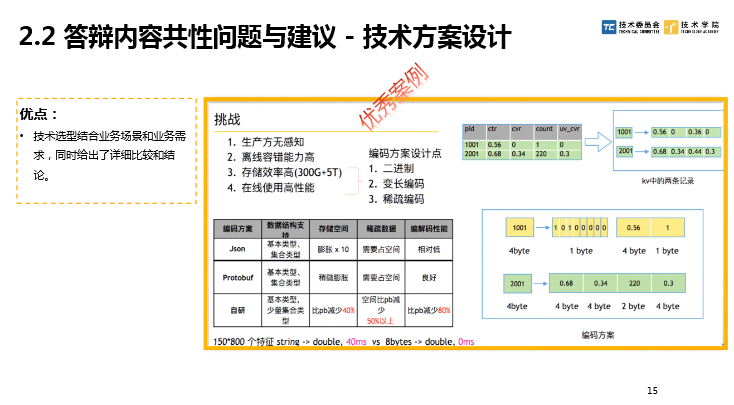 2.2 答辩内容共性问题与建议 - 技术方案设计
TC 技术委员会
TECHNICAL COMMITTEE
技术学院
TECHNOLOGY ACADEMY
优点：
• 技术选型结合业务场景和业务需
求，同时给出了详细比较和结
论。
优秀案例
挑战
1. 生产方无感知
2. 离线容错能力高
3. 存储效率高(300G+5T)
4. 在线使用高性能
编码方案设计点
1. 二进制
2. 变长编码
3. 稀疏编码
pId ctr cvr count uv_cvr
1001 0.56 0 1 0
2001 0.68 0.34 220 0.3
1001 0.56 0 0.36 0
2001 0.68 0.34 0.44 0.3
kv中的两条记录
编码方案 数据结构支持 存储空间 稀疏数据 编解码性能
Json 基本类型、集合类型 膨胀 x 10 需要占空间 相对低
Protobuf 基本类型、集合类型 稍微膨胀 需要占空间 良好
自研 基本类型，少量集合类型 比pb减少40% 空间比pb减少50%以上 比pb减少80%
1001 1 0 1 0 0 0 0 0 0.56 1
4byte 1 byte 4 byte 1 byte
2001 0.68 0.34 220 0.3
4byte 4 byte 4 byte 2 byte 4 byte
编码方案
150*800 个特征 string -> double, 40ms vs 8bytes -> double, 0ms
15